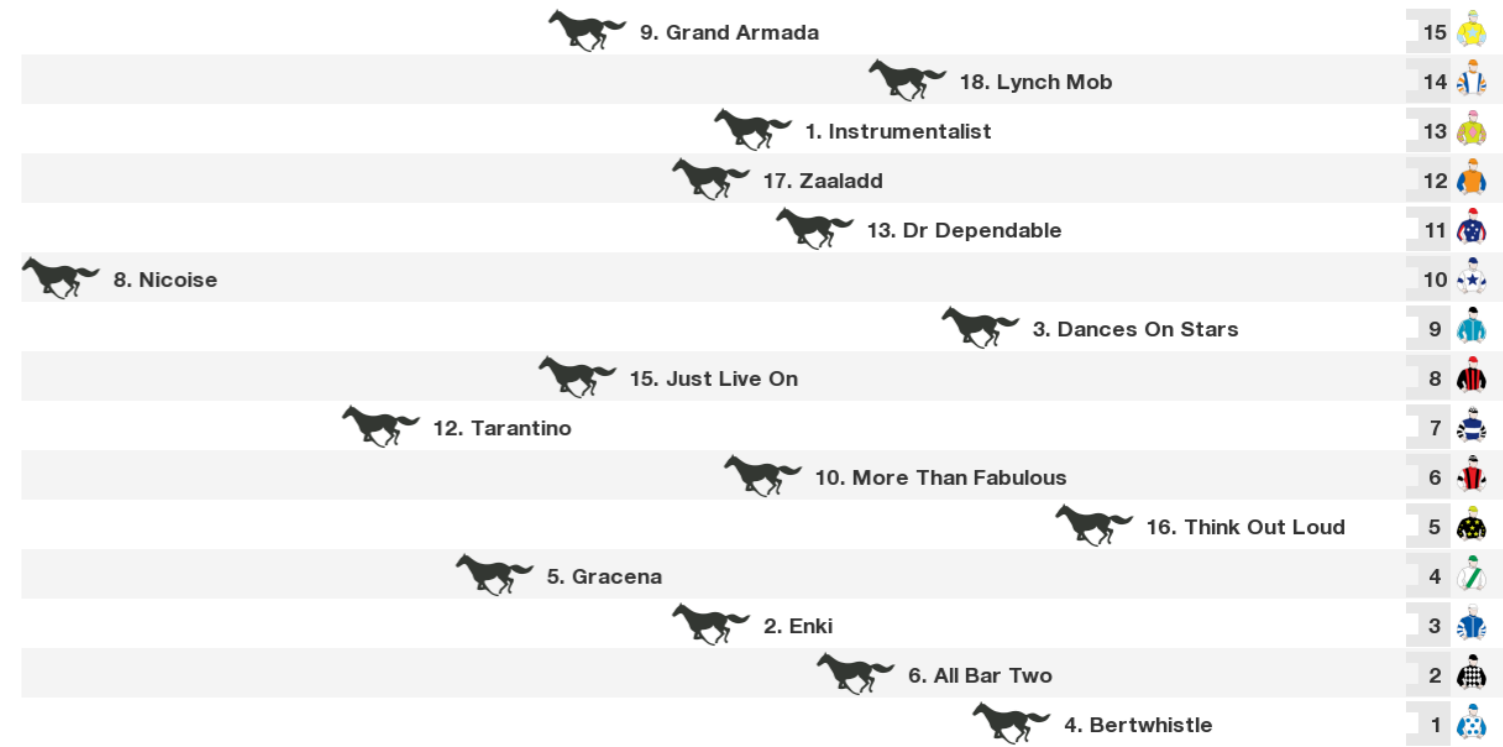 9. Grand Armada 15
18. Lynch Mob 14
1. Instrumentalist 13
17. Zaaladd 12
13. Dr Dependable 11
8. Nicoise 10
3. Dances On Stars 9
15. Just Live On 8
12. Tarantino 7
10. More Than Fabulous 6
16. Think Out Loud 5
5. Gracena 4
2. Enki 3
6. All Bar Two 2
4. Bertwhistle 1